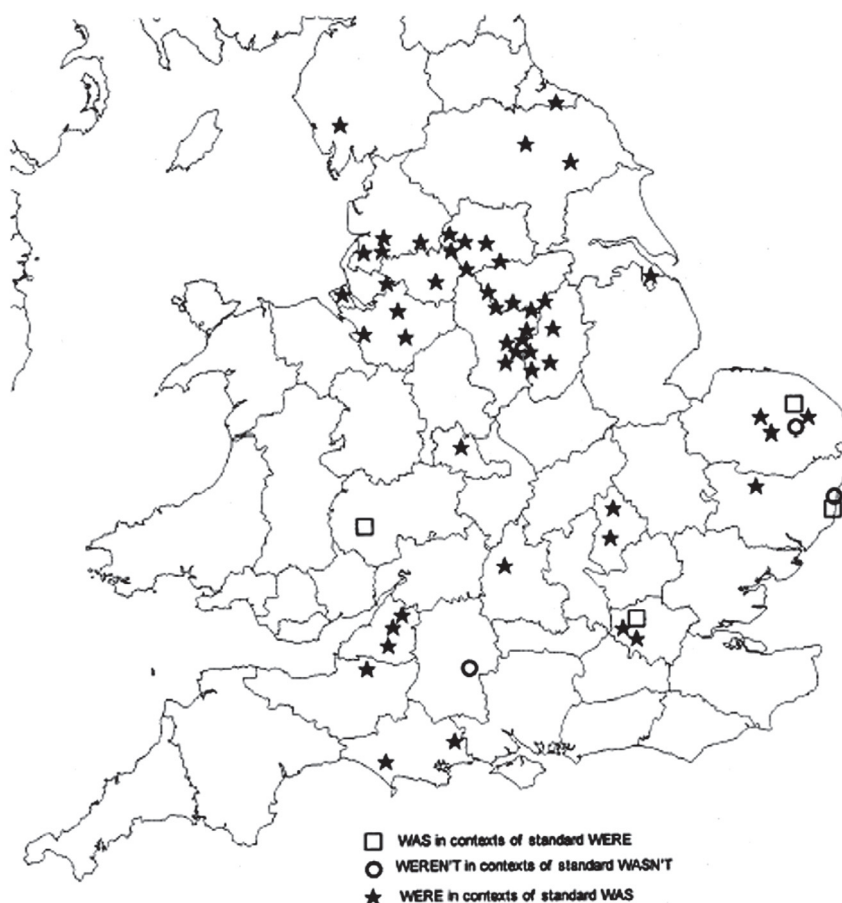 WAS in contexts of standard WERE
WEREN'T in contexts of standard WASN'T
WERE in contexts of standard WAS